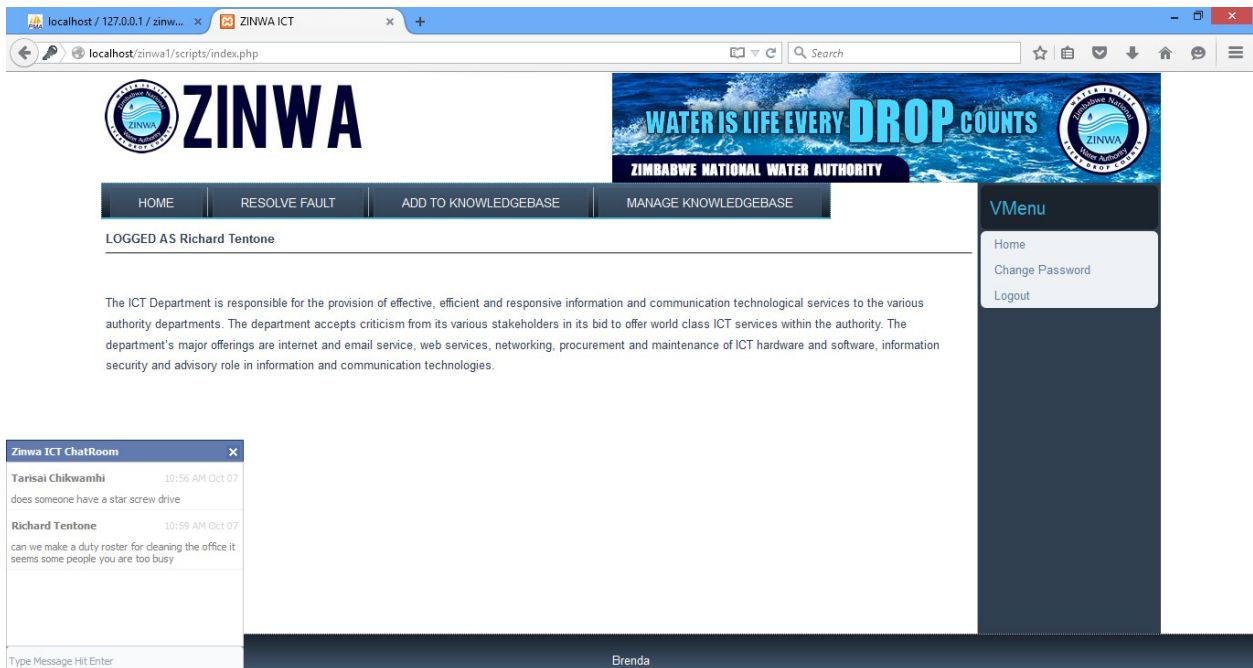 localhost / 127.0.0.1 / zinw...
ZINWA ICT
localhost/zinwa1/scripts/index.php
Search
ZINWA
ZINWA
WATER IS LIFE EVERY DROP COUNTS
ZIMBABWE NATIONAL WATER AUTHORITY
ZINWA
HOME
RESOLVE FAULT
ADD TO KNOWLEDGEBASE
MANAGE KNOWLEDGEBASE
VMenu
Home
Change Password
Logout
LOGGED AS Richard Tentone
The ICT Department is responsible for the provision of effective, efficient and responsive information and communication technological services to the various
authority departments. The department accepts criticism from its various stakeholders in its bid to offer world class ICT services within the authority. The
department's major offerings are internet and email service, web services, networking, procurement and maintenance of ICT hardware and software, information
security and advisory role in information and communication technologies.
Zinwa ICT ChatRoom
Tarisai Chikwamhi 10:56 AM Oct 07
does someone have a star screw drive
Richard Tentone 10:59 AM Oct 07
can we make a duty roster for cleaning the office it
seems some people you are too busy
Type Message Hit Enter
Brenda